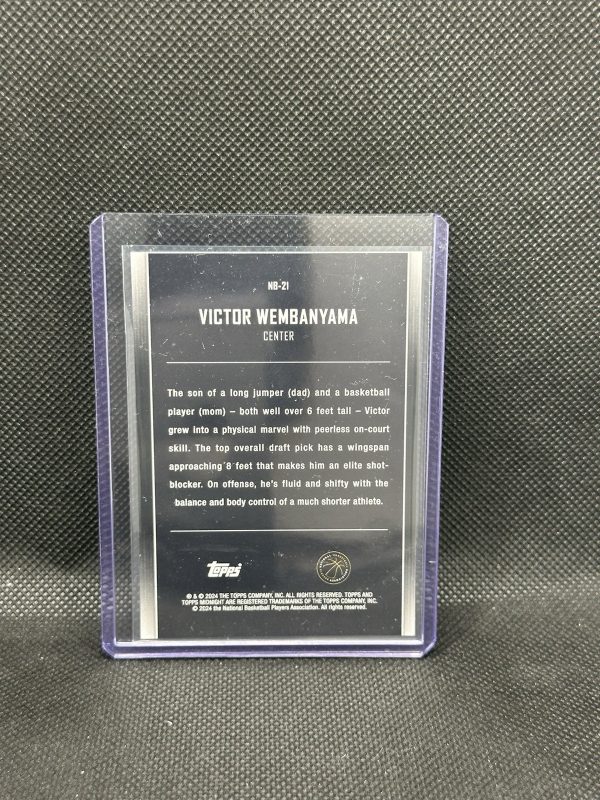 NB-21
VICTOR WEMBANYAMA
CENTER
The son of a long jumper (dad) and a basketball
player (mom) – both well over 6 feet tall – Victor
grew into a physical marvel with peerless on-court
skill. The top overall draft pick has a wingspan
approaching 8 feet that makes him an elite shot-
blocker. On offense, he's fluid and shifty with the
balance and body control of a much shorter athlete.
topps
® & © 2024 THE TOPPS COMPANY, INC. ALL RIGHTS RESERVED. TOPPS AND
TOPPS MIDNIGHT ARE REGISTERED TRADEMARKS OF THE TOPPS COMPANY, INC.
© 2024 the National Basketball Players Association. All rights reserved.